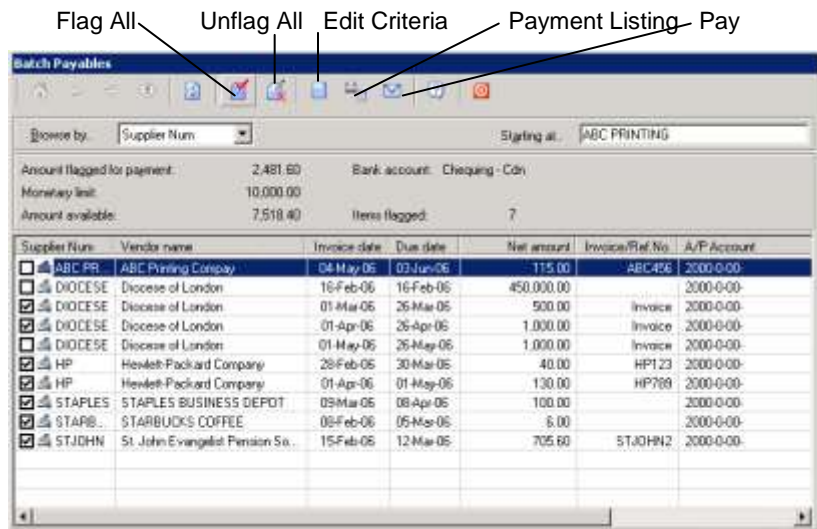 Flag All Unflag All Edit Criteria Payment Listing Pay
Batch Payables
Browse by.. Supplier Num Starting at.. ABC PRINTING
Amount flagged for payment: 2,481.60 Bank account: Chequing - Cdn
Monetary limit: 10,000.00
Amount available: 7,518.40 Items flagged: 7
Supplier Num Vendor name Invoice date Due date Net amount Invoice/Ref.No. A/P Account
ABC PR... ABC Printing Compay 04-May-06 03-Jun-06 115.00 ABC456 2000-0-00-
DIOCESE Diocese of London 16-Feb-06 16-Feb-06 450,000.00 2000-0-00-
DIOCESE Diocese of London 01-Mar-06 26-Mar-06 500.00 Invoice 2000-0-00-
DIOCESE Diocese of London 01-Apr-06 26-Apr-06 1,000.00 Invoice 2000-0-00-
DIOCESE Diocese of London 01-May-06 26-May-06 1,000.00 Invoice 2000-0-00-
HP Hewlett-Packard Company 28-Feb-06 30-Mar-06 40.00 HP123 2000-0-00-
HP Hewlett-Packard Company 01-Apr-06 01-May-06 130.00 HP789 2000-0-00-
STAPLES STAPLES BUSINESS DEPOT 09-Mar-06 08-Apr-06 100.00 2000-0-00-
STARB... STARBUCKS COFFEE 08-Feb-06 05-Mar-06 6.00 2000-0-00-
STJOHN St. John Evangelist Pension So... 15-Feb-06 12-Mar-06 705.60 STJOHN2 2000-0-00-